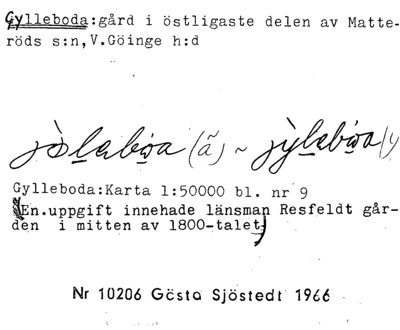 Gylleboda:gård i östligaste delen av Matte-
röds s:n,V.Göinge h:d
Gylleboda:Karta 1:50000 bl. nr 9
(En.uppgift innehade länsman Resfeldt går-
den i mitten av 1800-talet)
Nr 10206 Gösta Sjöstedt 1966